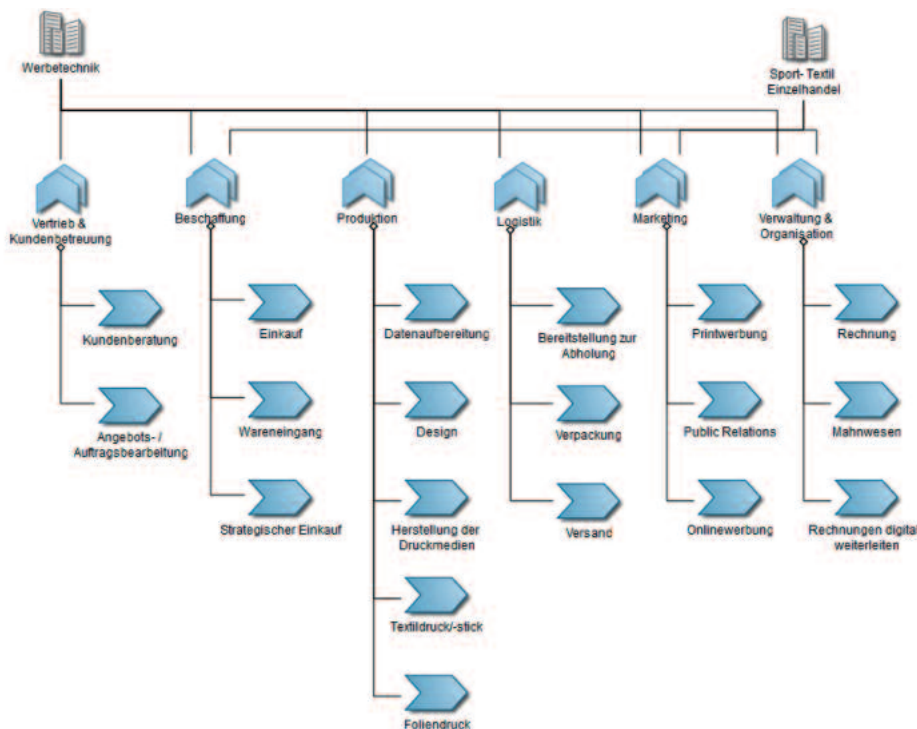 Werbetechnik
Sport- Textil
Einzelhandel
Vertrieb &
Kundenbetreuung
Beschaffung
Produktion
Logistik
Marketing
Verwaltung &
Organisation
Kundenberatung
Einkauf
Datenaufbereitung
Bereitstellung zur
Abholung
Printwerbung
Rechnung
Angebots- /
Auftragsbearbeitung
Wareneingang
Design
Verpackung
Public Relations
Mahnwesen
Strategischer Einkauf
Herstellung der
Druckmedien
Versand
Onlinewerbung
Rechnungen digital
weiterleiten
Textildruck/-stick
Foliendruck